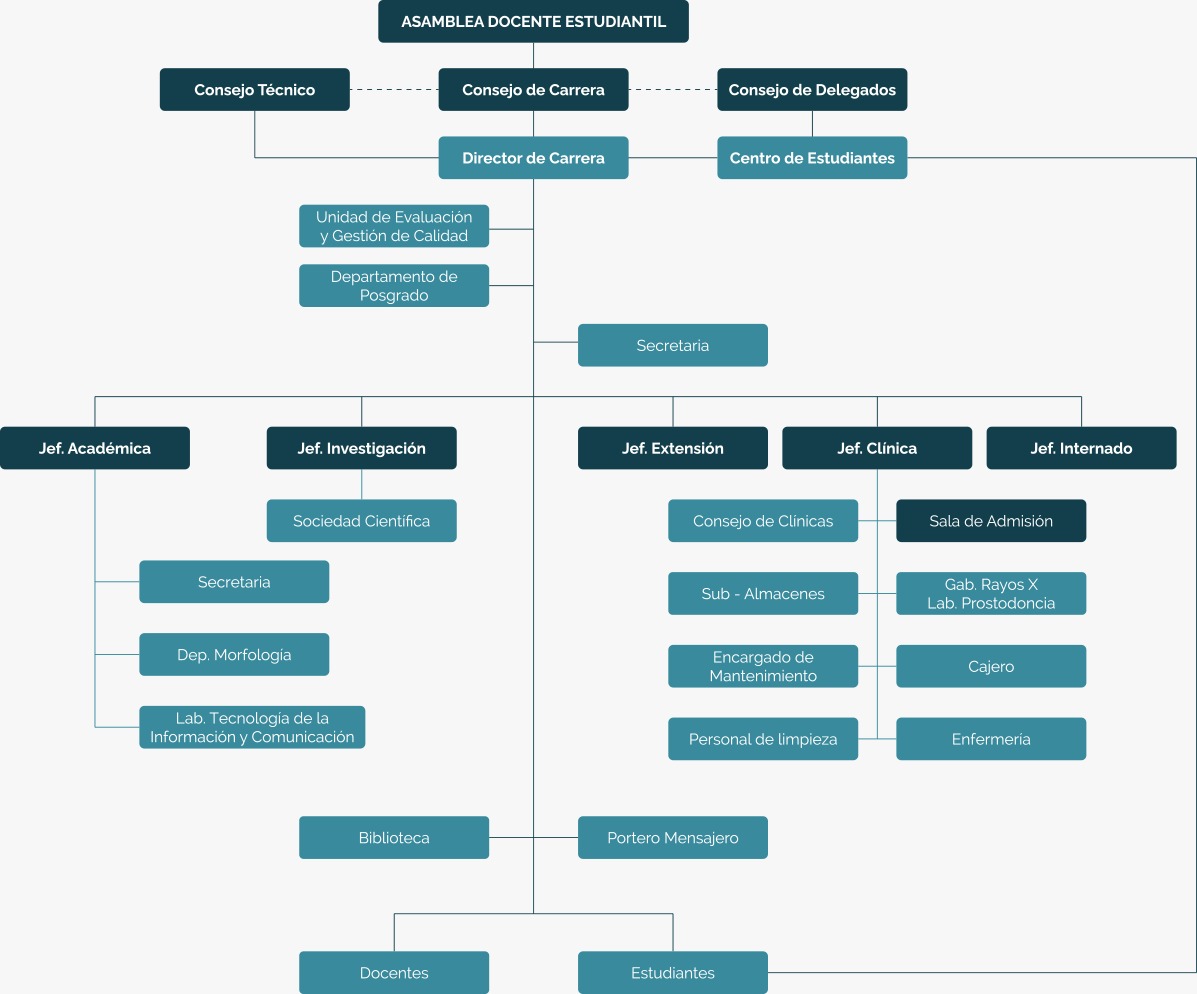 ASAMBLEA DOCENTE ESTUDIANTIL
Consejo Técnico
Consejo de Carrera
Consejo de Delegados
Director de Carrera
Centro de Estudiantes
Unidad de Evaluación
y Gestión de Calidad
Departamento de
Posgrado
Secretaria
Jef. Académica
Jef. Investigación
Jef. Extensión
Jef. Clínica
Jef. Internado
Sociedad Científica
Consejo de Clínicas
Sala de Admisión
Secretaria
Sub - Almacenes
Gab. Rayos X
Lab. Prostodoncia
Dep. Morfología
Encargado de
Mantenimiento
Cajero
Lab. Tecnología de la
Información y Comunicación
Personal de limpieza
Enfermeria
Biblioteca
Portero Mensajero
Docentes
Estudiantes